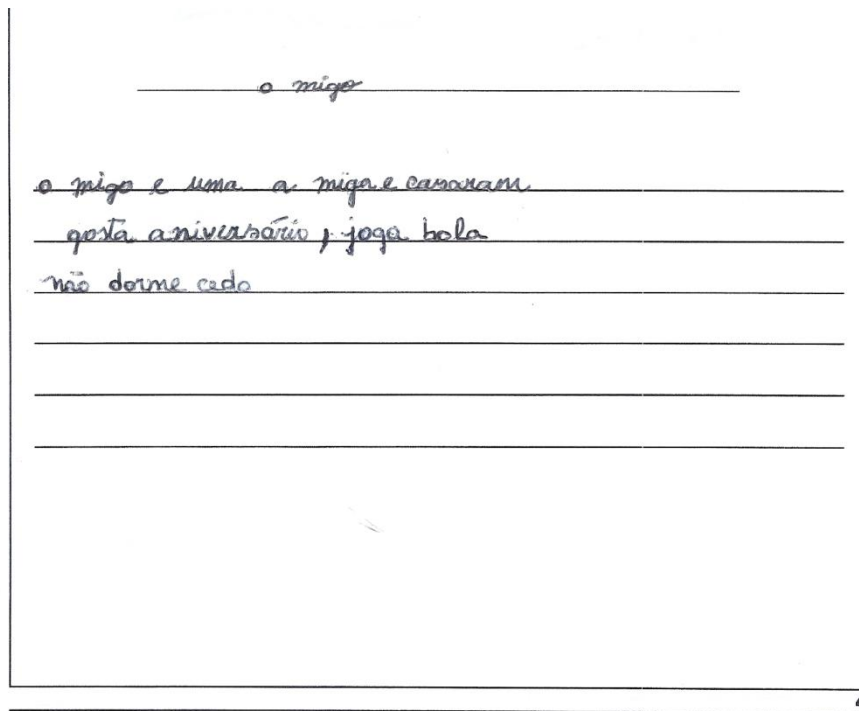 o migo
o migo e uma a miga e casaram
gosta aniversário, joga bola
não dorme cedo